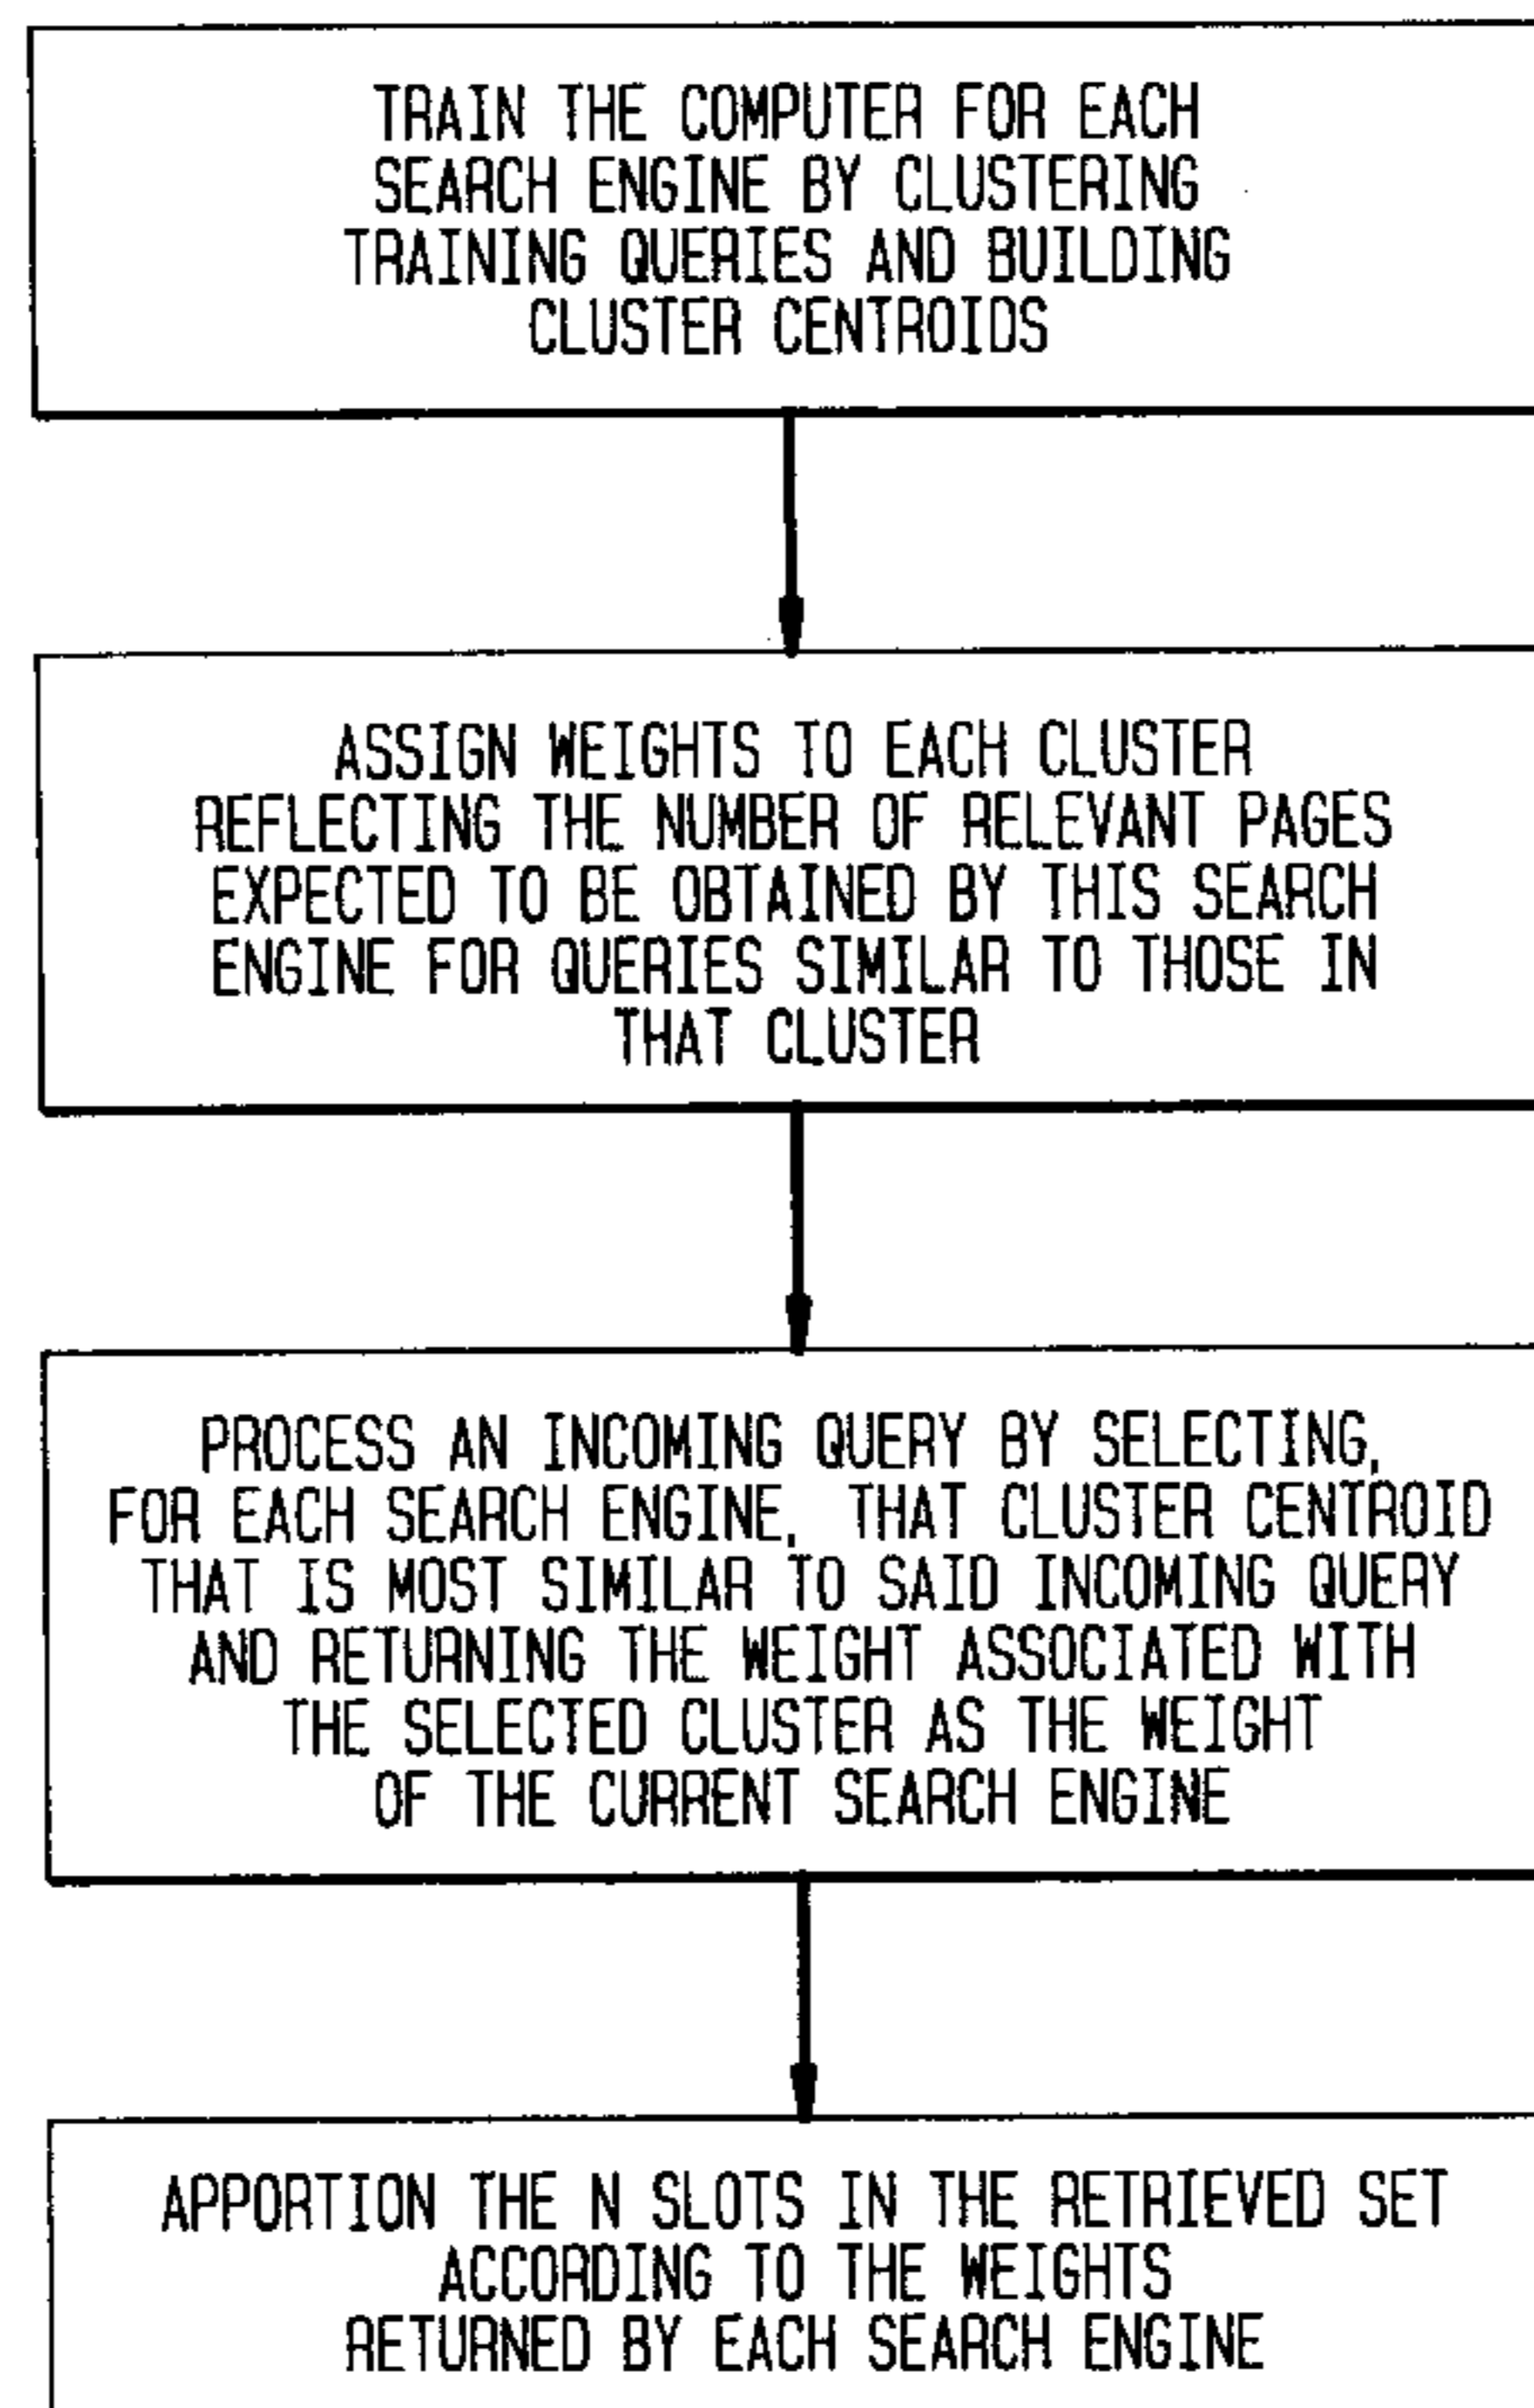 TRAIN THE COMPUTER FOR EACH
SEARCH ENGINE BY CLUSTERING
TRAINING QUERIES AND BUILDING
CLUSTER CENTROIDS
ASSIGN WEIGHTS TO EACH CLUSTER
REFLECTING THE NUMBER OF RELEVANT PAGES
EXPECTED TO BE OBTAINED BY THIS SEARCH
ENGINE FOR QUERIES SIMILAR TO THOSE IN
THAT CLUSTER
PROCESS AN INCOMING QUERY BY SELECTING,
FOR EACH SEARCH ENGINE, THAT CLUSTER CENTROID
THAT IS MOST SIMILAR TO SAID INCOMING QUERY
AND RETURNING THE WEIGHT ASSOCIATED WITH
THE SELECTED CLUSTER AS THE WEIGHT
OF THE CURRENT SEARCH ENGINE
APPORTION THE N SLOTS IN THE RETRIEVED SET
ACCORDING TO THE WEIGHTS
RETURNED BY EACH SEARCH ENGINE